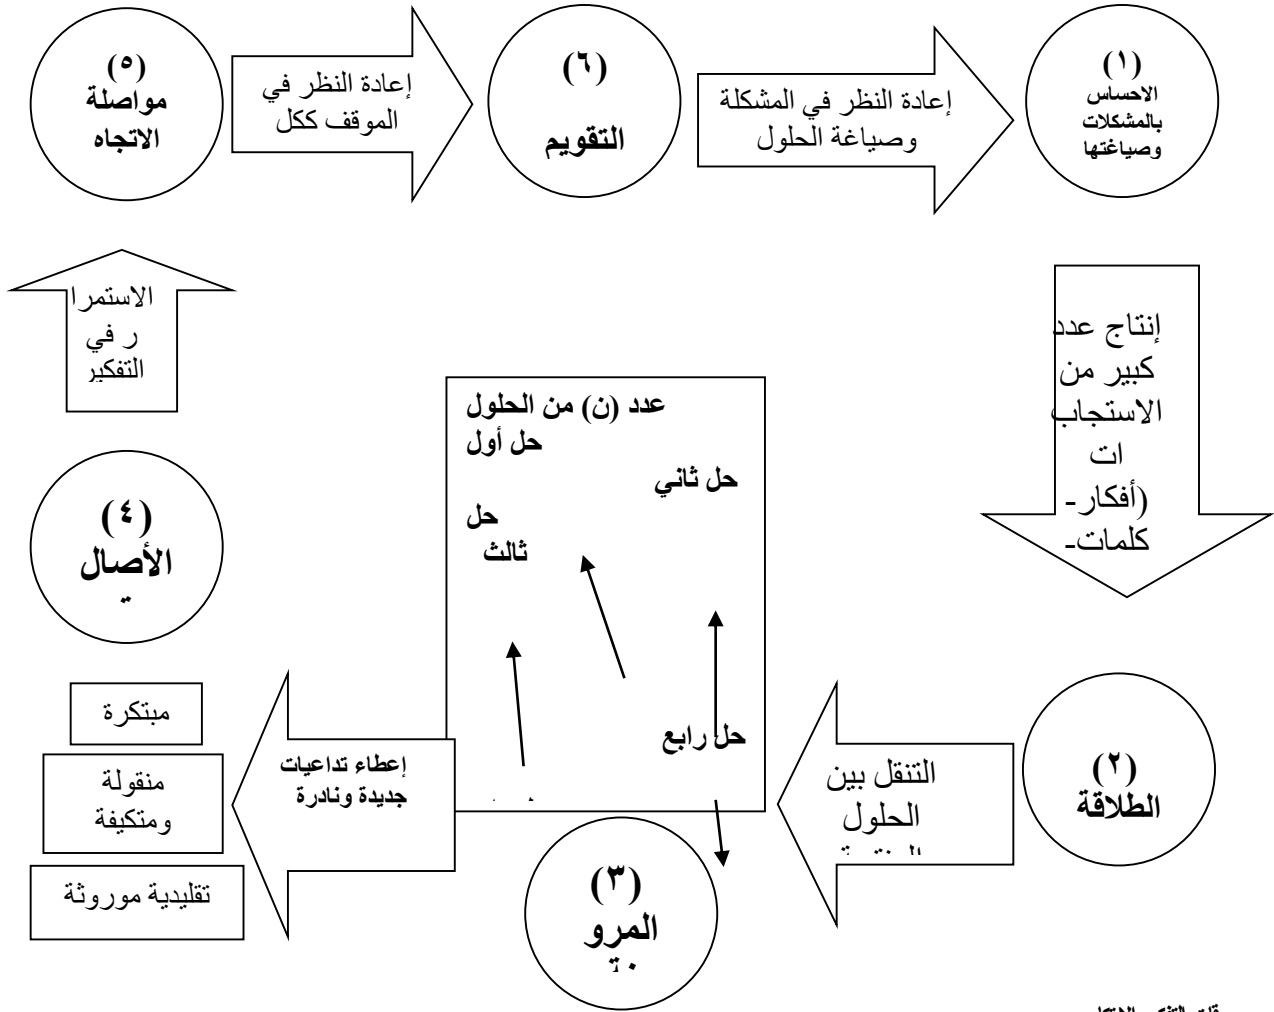 (١)
الاحساس
بالمشكلات
وصياغتها
إعادة النظر في المشكلة
وصياغة الحلول
(٦)
التقويم
إعادة النظر في
الموقف ككل
(٥)
مواصلة
الاتجاه
إنتاج عدد
كبير من
الاستجاب
ات
(أفكار-
كلمات-
الاستمرا
ر في
التفكير
عدد (ن) من الحلول
حل أول
حل ثاني
حل
ثالث
حل رابع
(٤)
الأصال
(٢)
الطلاقة
التنقل بين
الحلول
إعطاء تداعيات
جديدة ونادرة
مبتكرة
منقولة
ومتكيفة
تقليدية موروثة
(٣)
المرو
نة